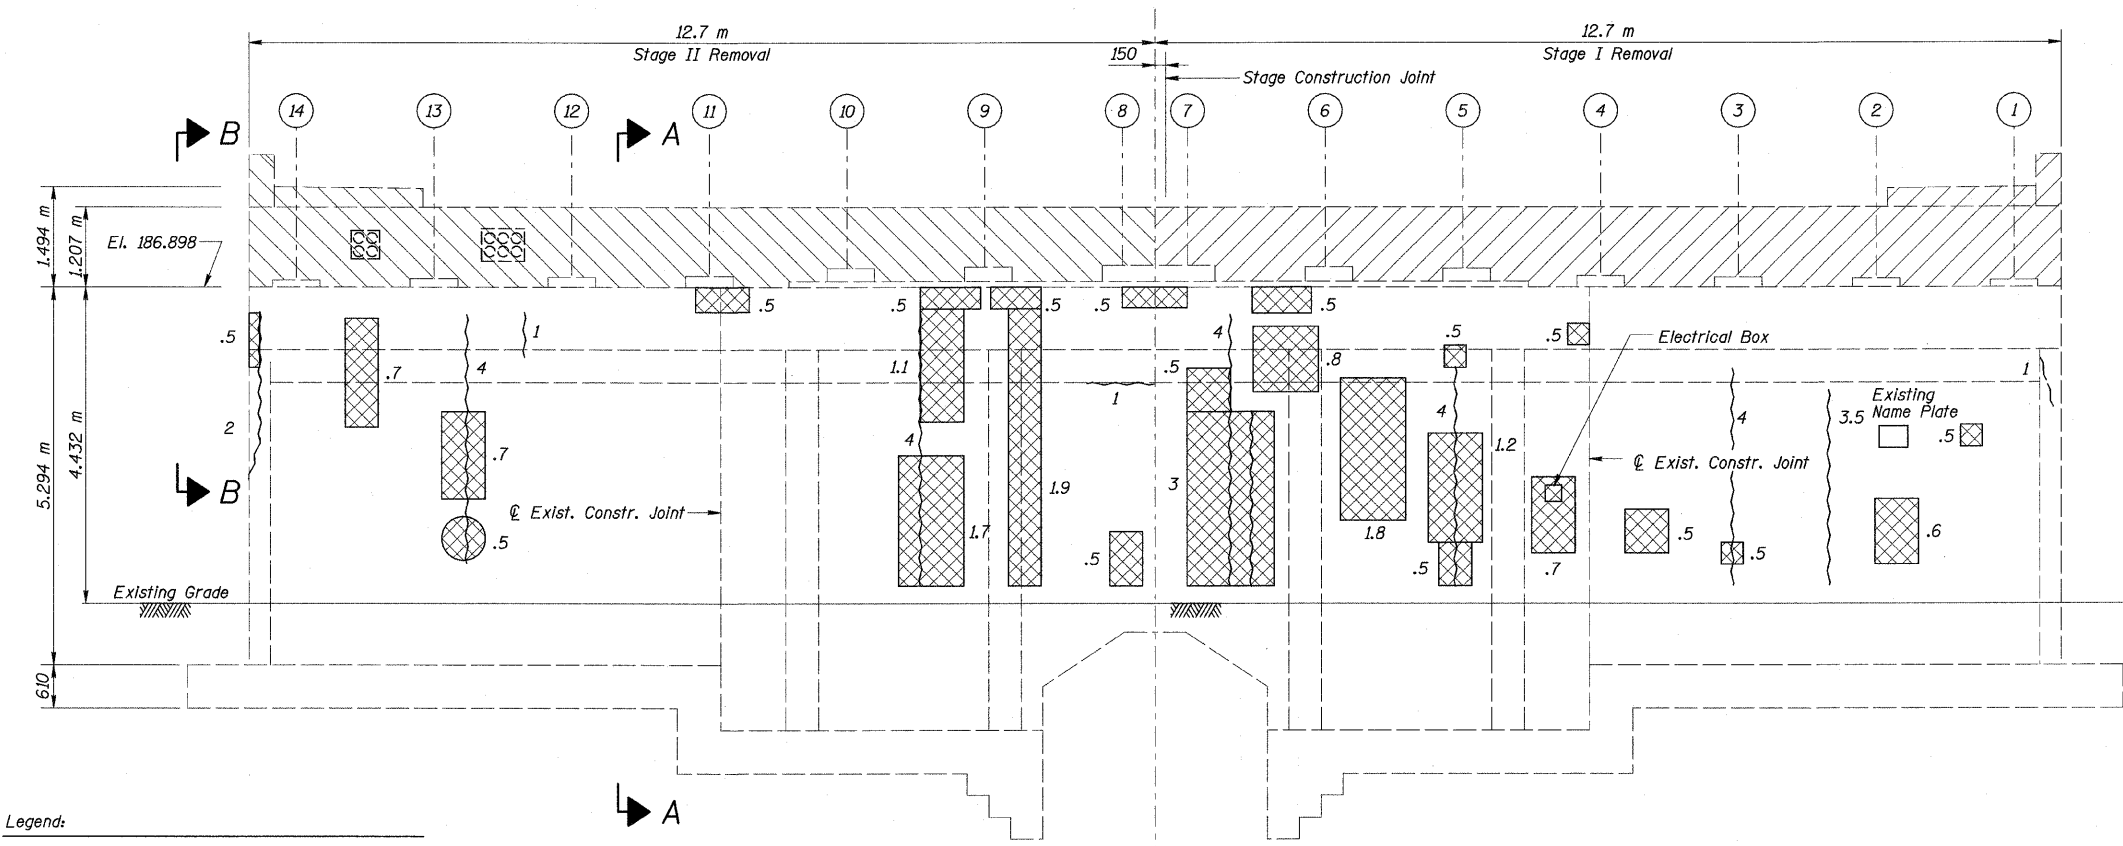 12.7 m
12.7 m
Stage II Removal
Stage I Removal
150
Stage Construction Joint
14
13
12
11
10
9
8
7
6
5
4
3
2
1
B
A
1.494 m
1.207 m
El. 186.898
.5
.5
.5
.5
.5
.5
.5
.5
1
4
.5
.5
Electrical Box
.7
4
1.1
.5
.8
1
1
2
4
1.8
4
1.2
4
3.5
Existing
Name Plate
.5
.7
B
5.294 m
4.432 m
℄ Exist. Constr. Joint
℄ Exist. Constr. Joint
1.9
3
.5
1.7
.5
.5
.7
.5
.5
.6
Existing Grade
610
A
Legend: